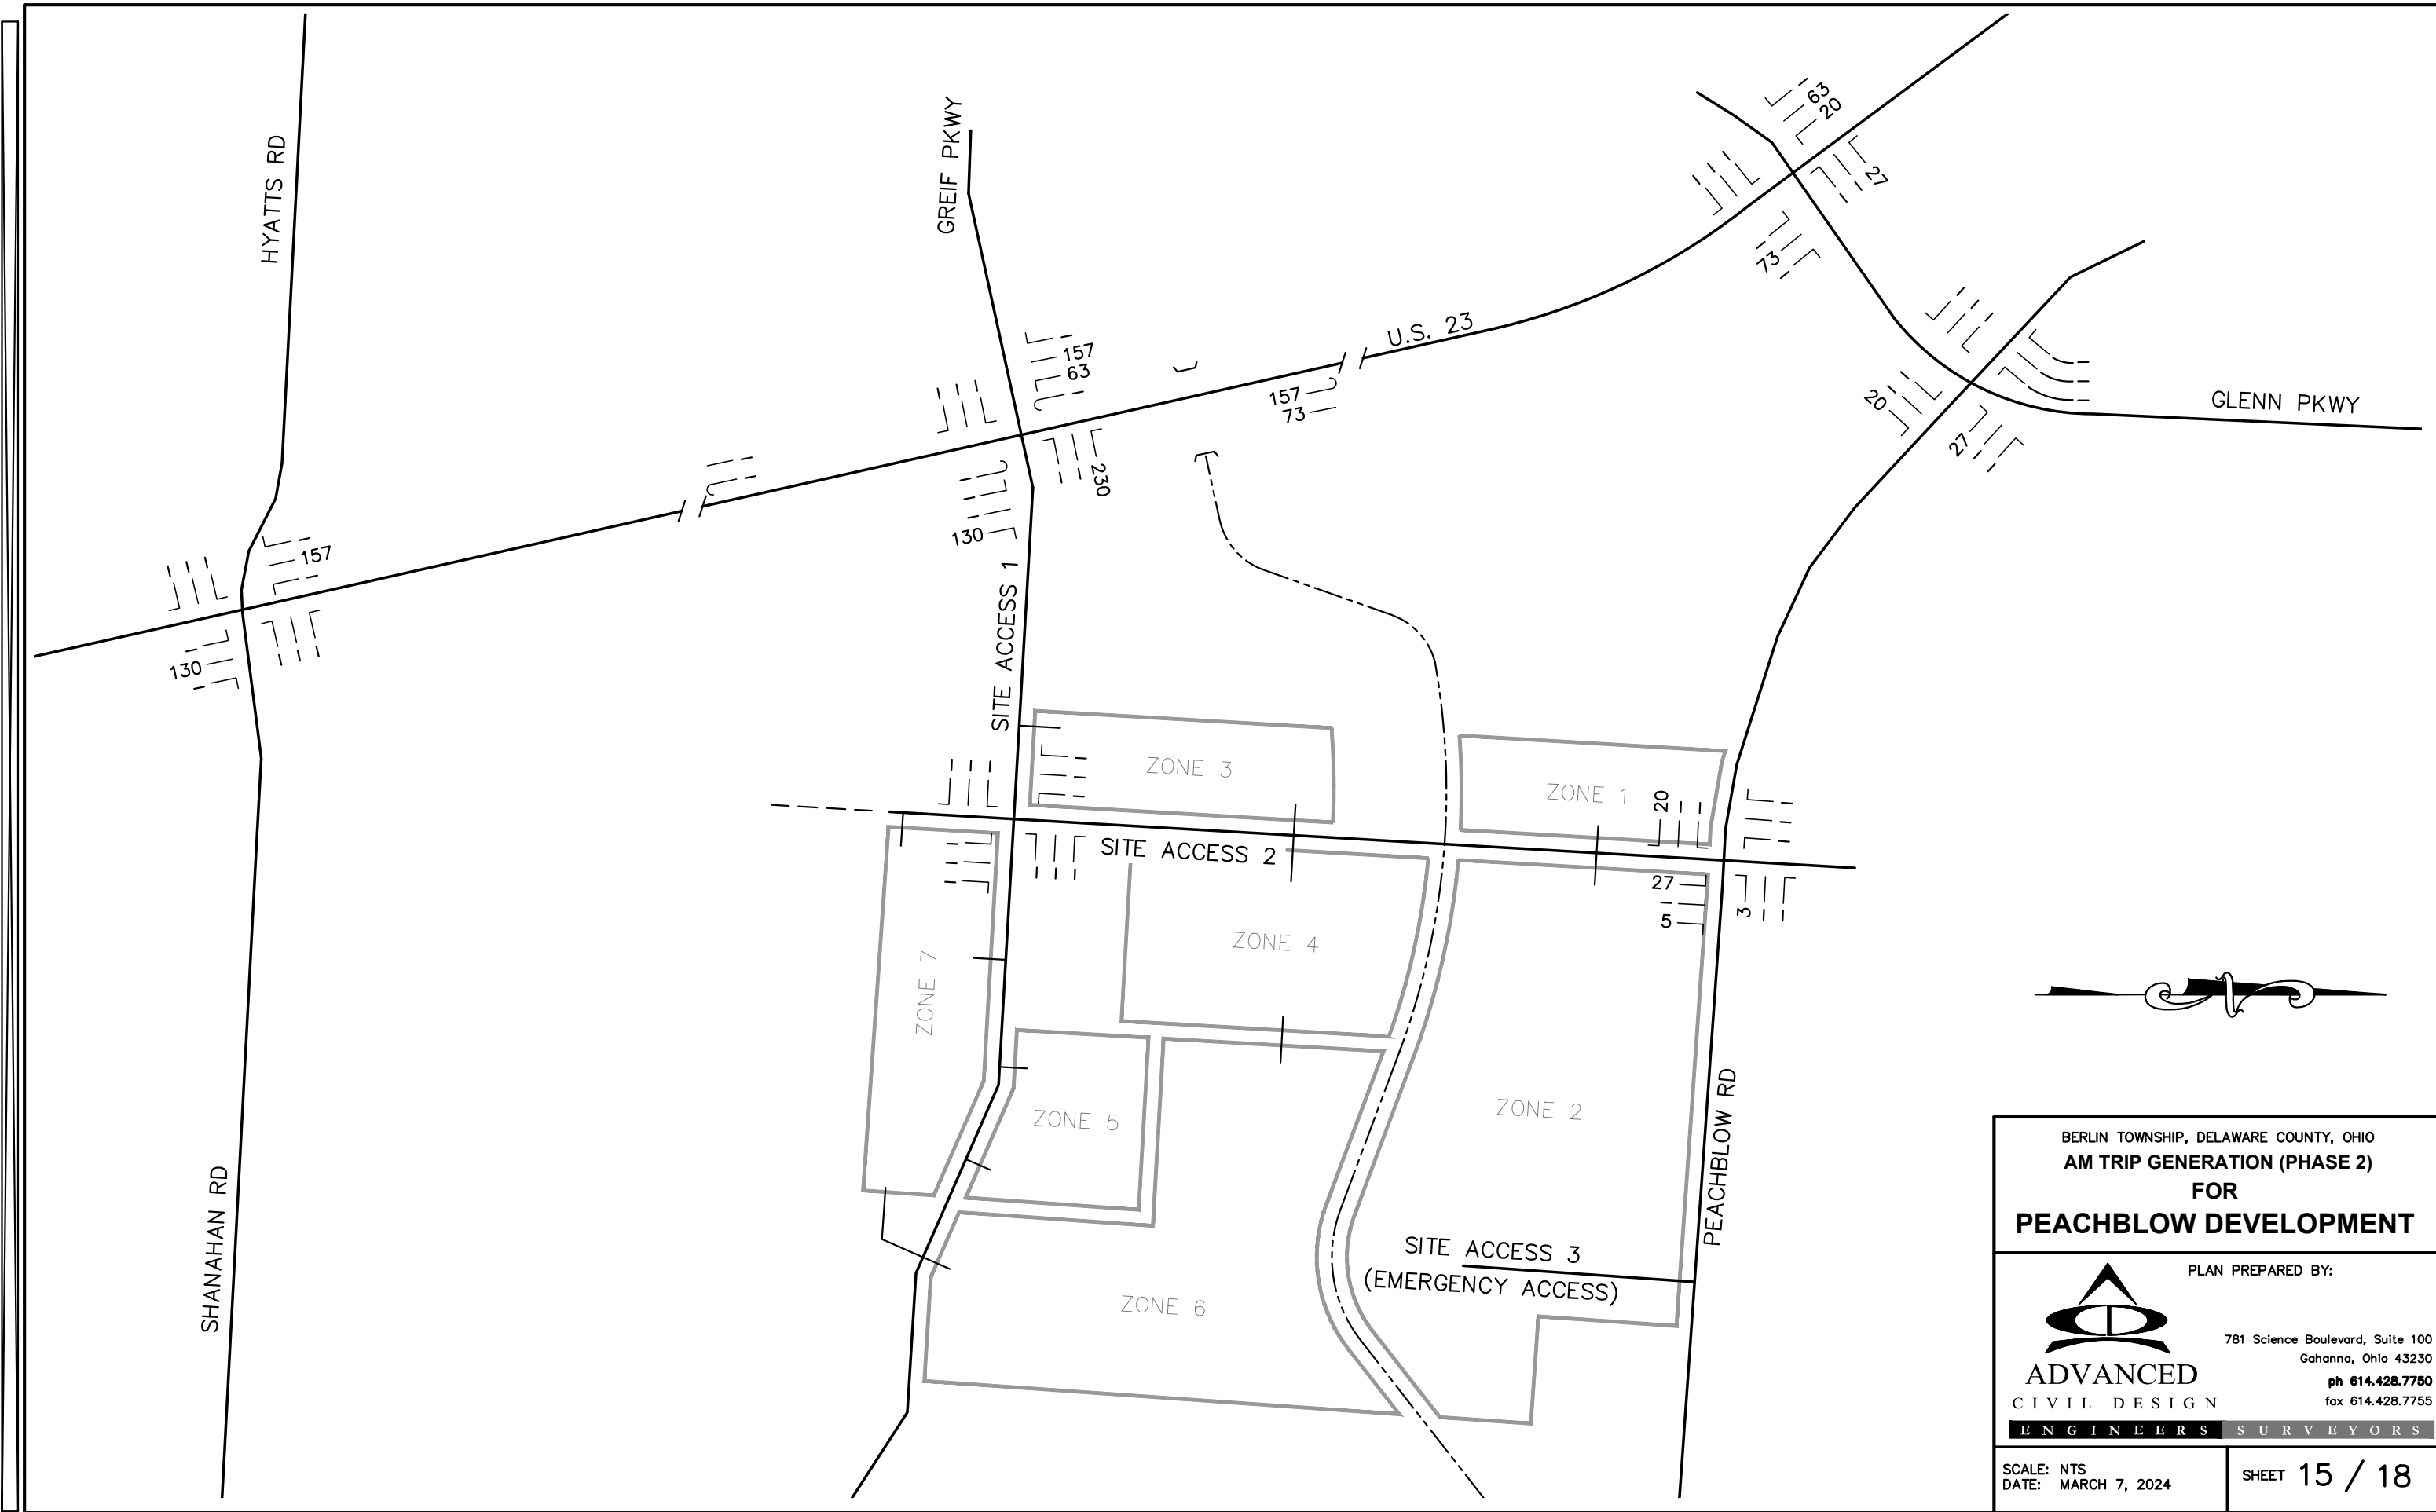 HYATTS RD
GREIF PKWY
63
20
27
73
U.S. 23
157
63
157
73
GLENN PKWY
20
27
230
130
157
130
SITE ACCESS 1
ZONE 3
ZONE 1
20
SITE ACCESS 2
27
5
3
ZONE 4
ZONE 7
ZONE 5
ZONE 2
PEACHBLOW RD
SHANAHAN RD
SITE ACCESS 3
(EMERGENCY ACCESS)
ZONE 6
BERLIN TOWNSHIP, DELAWARE COUNTY, OHIO
AM TRIP GENERATION (PHASE 2)
FOR
PEACHBLOW DEVELOPMENT
PLAN PREPARED BY:
781 Science Boulevard, Suite 100
Gahanna, Ohio 43230
ph 614.428.7750
fax 614.428.7755
ADVANCED
CIVIL DESIGN
ENGINEERS SURVEYORS
SCALE: NTS
DATE: MARCH 7, 2024
SHEET 15 / 18